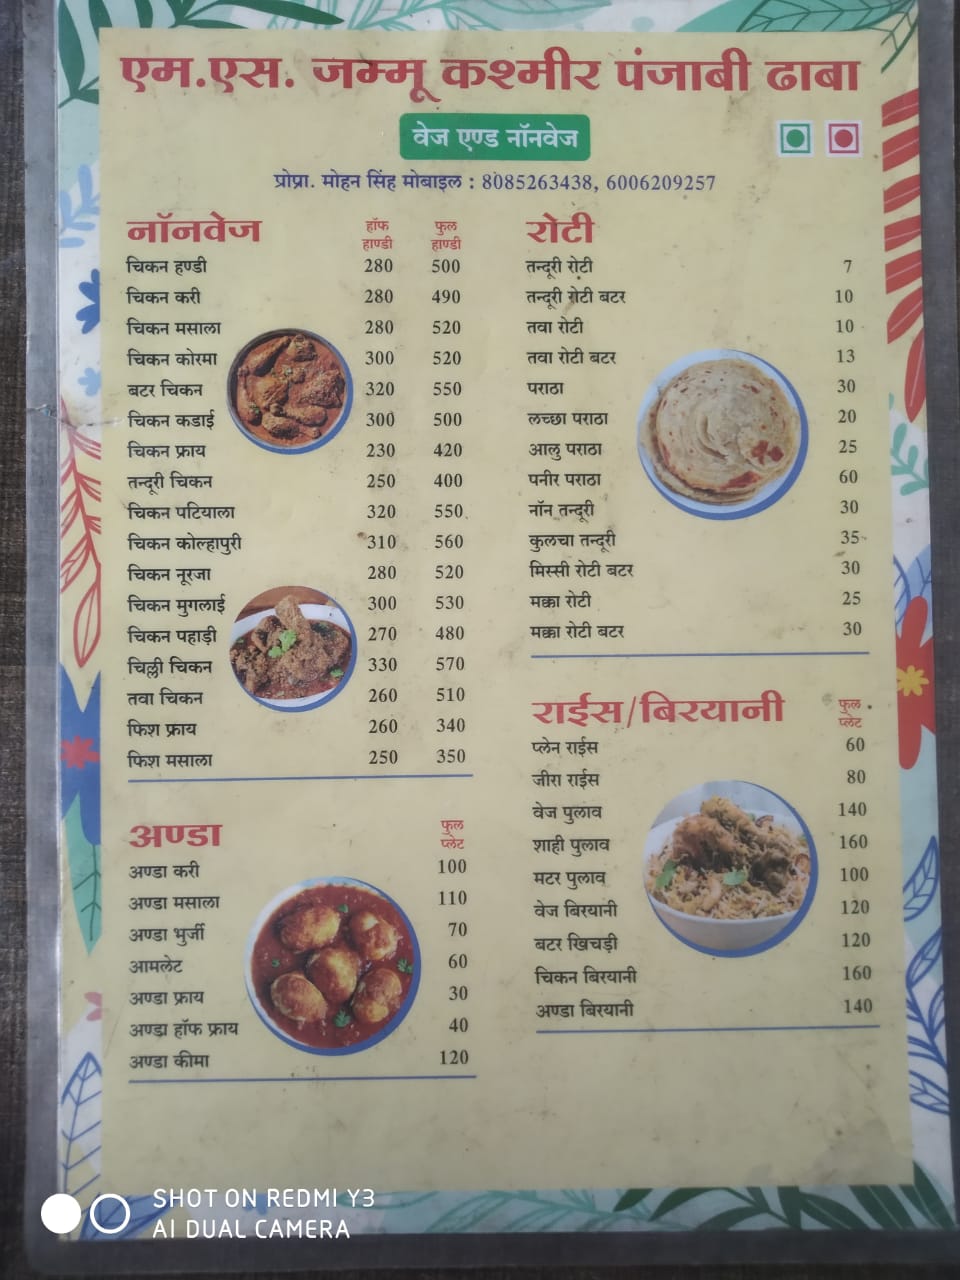 एम.एस. जम्मू कश्मीर पंजाबी ढाबा
वेज एण्ड नॉनवेज
प्रोप्रा. मोहन सिंह मोबाइल : 8085263438, 6006209257
नॉनवेज हॉफ हाण्डी फुल हाण्डी
चिकन हण्डी 280 500
चिकन करी 280 490
चिकन मसाला 280 520
चिकन कोरमा 300 520
बटर चिकन 320 550
चिकन कडाई 300 500
चिकन फ्राय 230 420
तन्दूरी चिकन 250 400
चिकन पटियाला 320 550
चिकन कोल्हापुरी 310 560
चिकन नूरजा 280 520
चिकन मुगलाई 300 530
चिकन पहाड़ी 270 480
चिल्ली चिकन 330 570
तवा चिकन 260 510
फिश फ्राय 260 340
फिश मसाला 250 350
अण्डा फुल प्लेट
अण्डा करी 100
अण्डा मसाला 110
अण्डा भुर्जी 70
आमलेट 60
अण्डा फ्राय 30
अण्डा हॉफ फ्राय 40
अण्डा कीमा 120
रोटी
तन्दूरी रोटी 7
तन्दूरी रोटी बटर 10
तवा रोटी 10
तवा रोटी बटर 13
पराठा 30
लच्छा पराठा 20
आलु पराठा 25
पनीर पराठा 60
नॉन तन्दूरी 30
कुलचा तन्दूरी 35
मिस्सी रोटी बटर 30
मक्का रोटी 25
मक्का रोटी बटर 30
राईस/बिरयानी फुल प्लेट
प्लेन राईस 60
जीरा राईस 80
वेज पुलाव 140
शाही पुलाव 160
मटर पुलाव 100
वेज बिरयानी 120
बटर खिचड़ी 120
चिकन बिरयानी 160
अण्डा बिरयानी 140
SHOT ON REDMI Y3
AI DUAL CAMERA